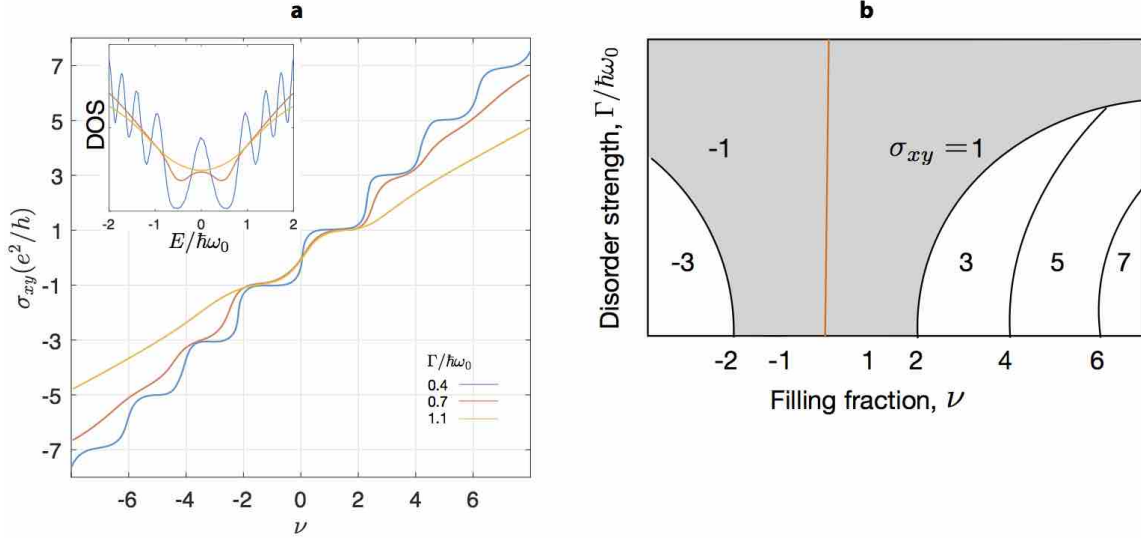 a
7
5
3
1
-1
-3
-5
-7
σxy(e²/h)
-6 -4 -2 0 2 4 6
ν
DOS
-2 -1 0 1 2
E/ħω₀
Γ/ħω₀
0.4
0.7
1.1
b
Disorder strength, Γ/ħω₀
-1
σxy=1
-3
3
5
7
-2 -1 1 2 4 6
Filling fraction, ν